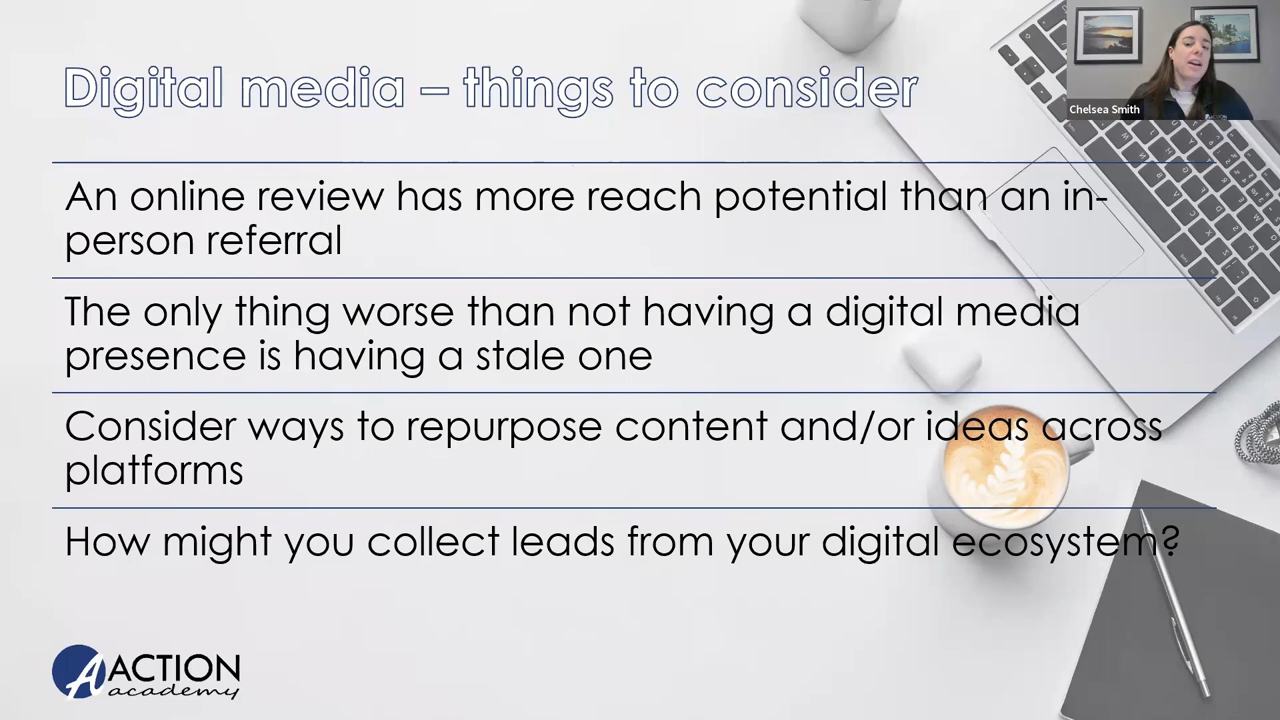 Digital media – things to consider
Chelsea Smith
An online review has more reach potential than an in-
person referral
The only thing worse than not having a digital media
presence is having a stale one
Consider ways to repurpose content and/or ideas across
platforms
How might you collect leads from your digital ecosystem?
A ACTION
academy